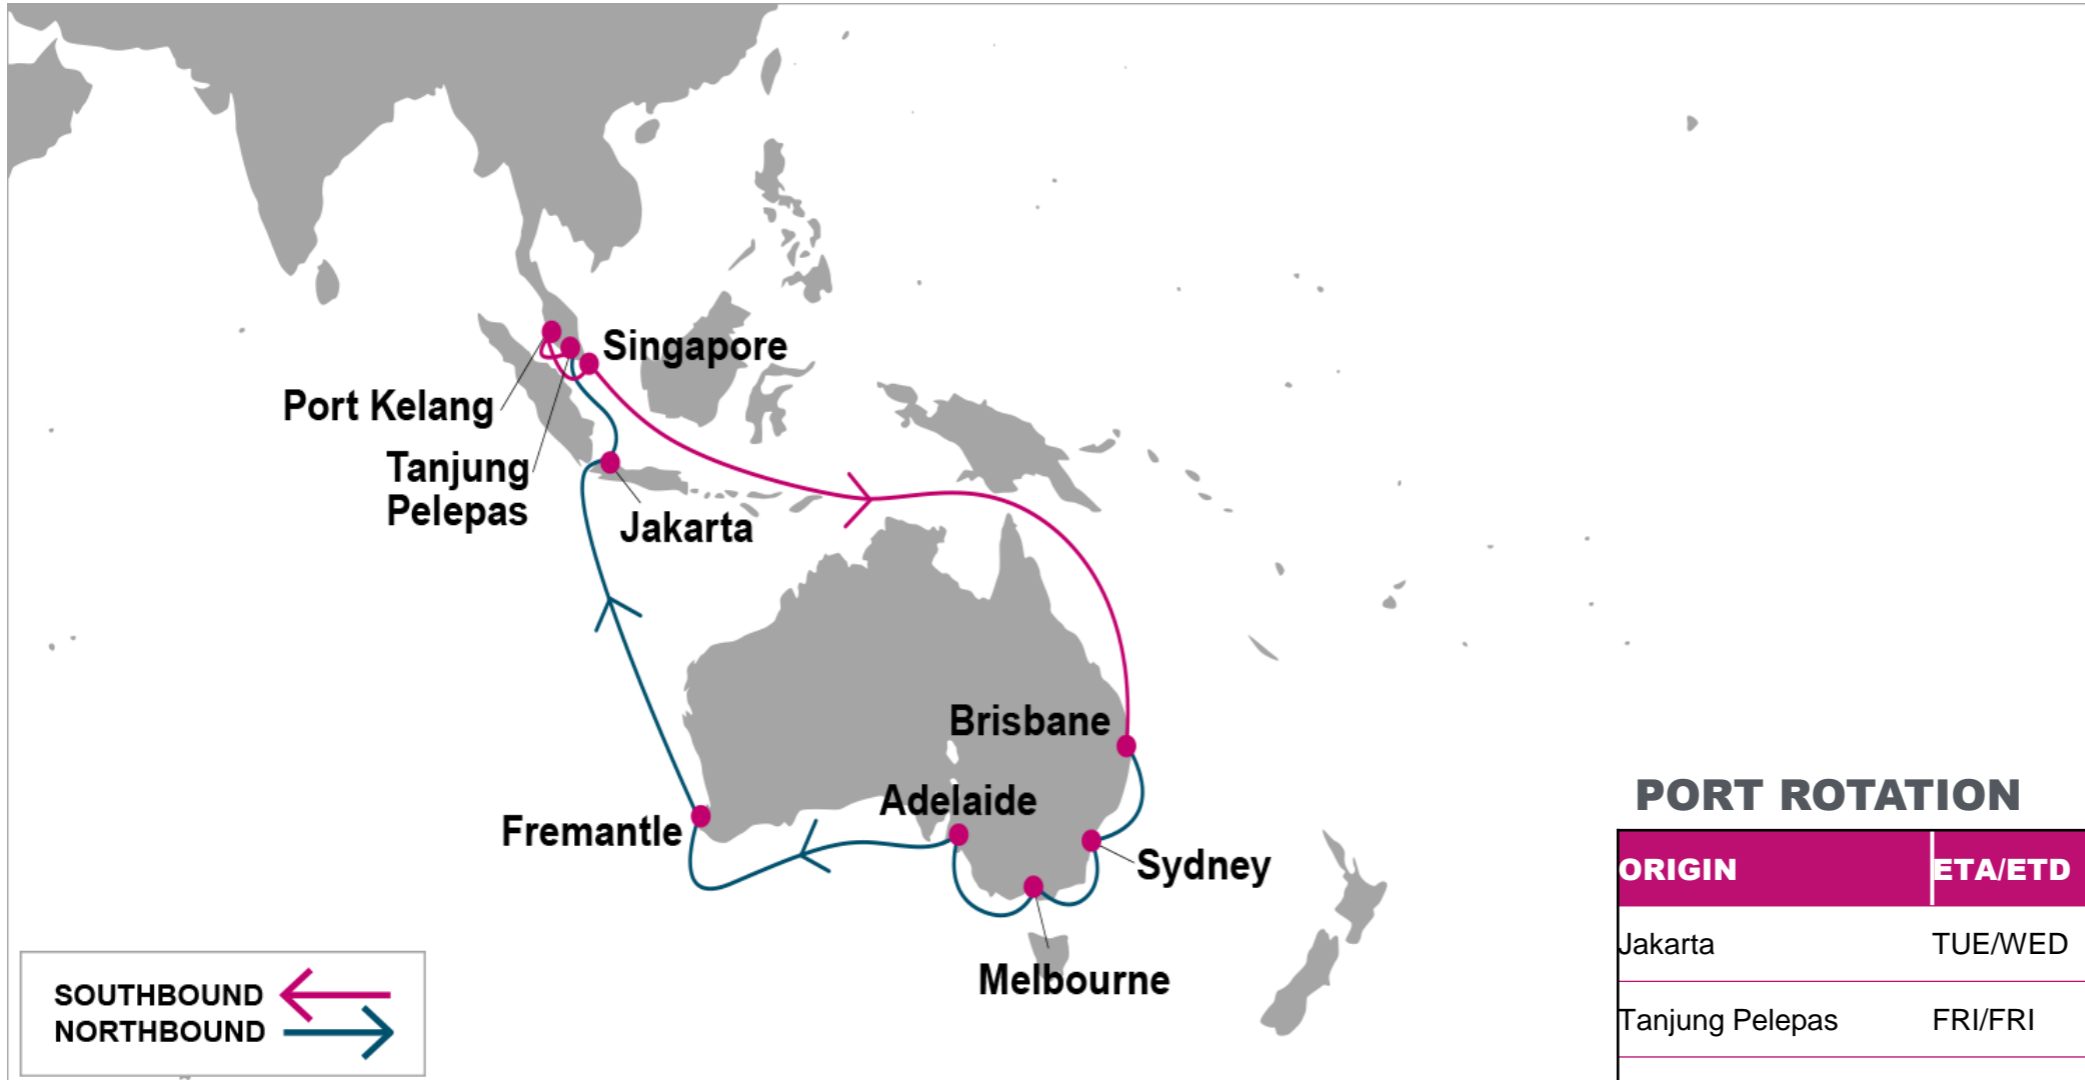 Singapore
Port Kelang
Tanjung
Pelepas
Jakarta
Brisbane
Adelaide
Fremantle
Sydney
Melbourne
SOUTHBOUND
NORTHBOUND
PORT ROTATION
ORIGIN ETA/ETD
Jakarta TUE/WED
Tanjung Pelepas FRI/FRI